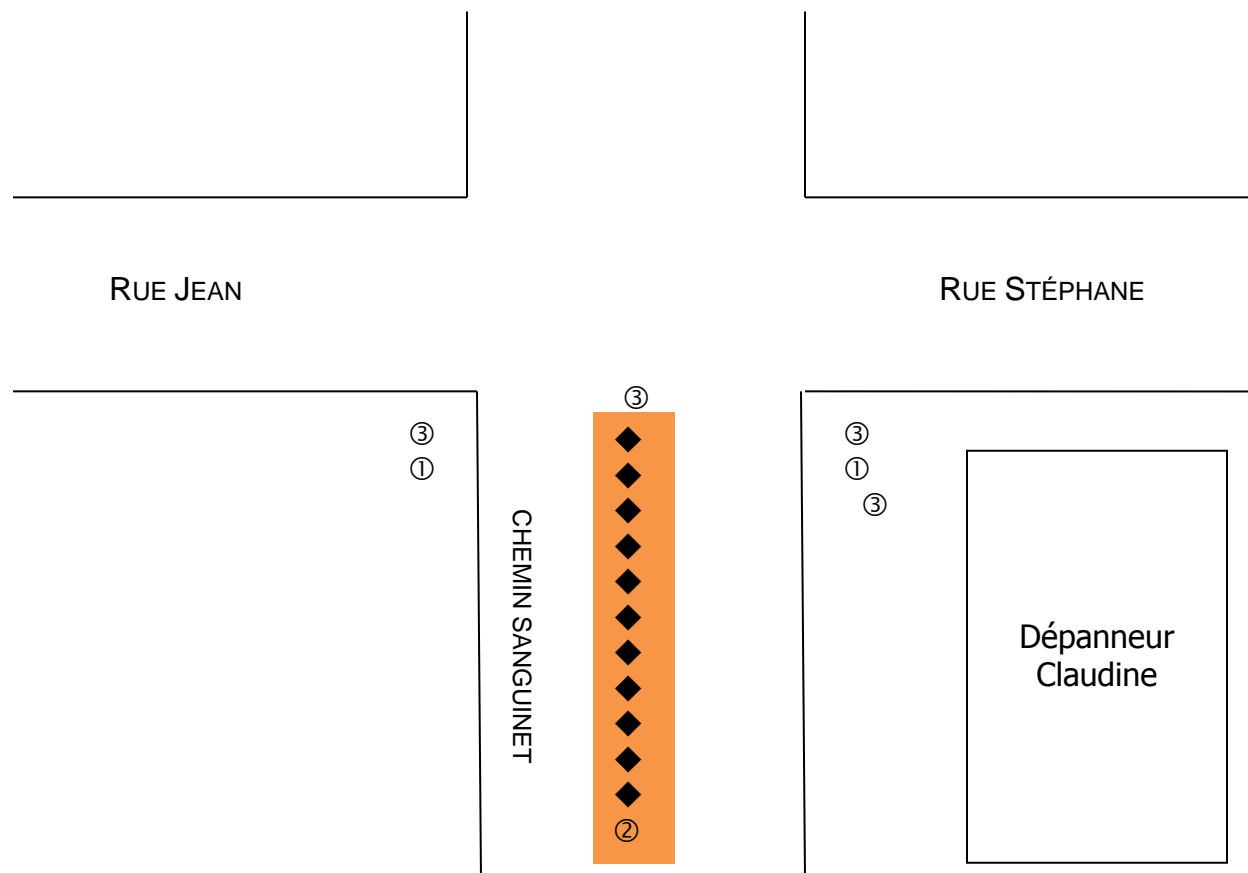 RUE JEAN
RUE STÉPHANE
③
③
③
①
①
③
CHEMIN SANGUINET
Dépanneur
Claudine
②